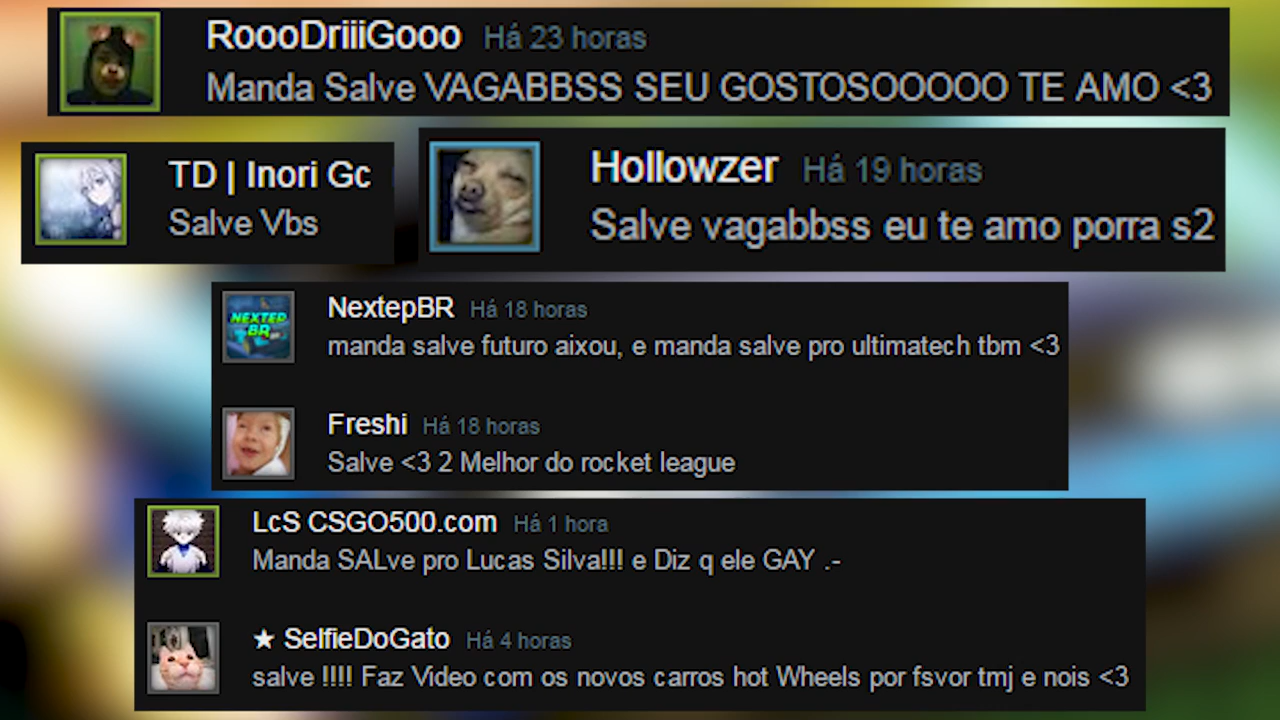 RoooDriiiGooo Há 23 horas
Manda Salve VAGABBSS SEU GOSTOSOOOOO TE AMO <3
TD | Inori Gc
Salve Vbs
Hollowzer Há 19 horas
Salve vagabbss eu te amo porra s2
NEXTEP
BR
NextepBR Há 18 horas
manda salve futuro aixou, e manda salve pro ultimatech tbm <3
Freshi Há 18 horas
Salve <3 2 Melhor do rocket league
LcS CSGO500.com Há 1 hora
Manda SALve pro Lucas Silva!!! e Diz q ele GAY .-
★ SelfieDoGato Há 4 horas
salve !!!! Faz Video com os novos carros hot Wheels por fsvor tmj e nois <3